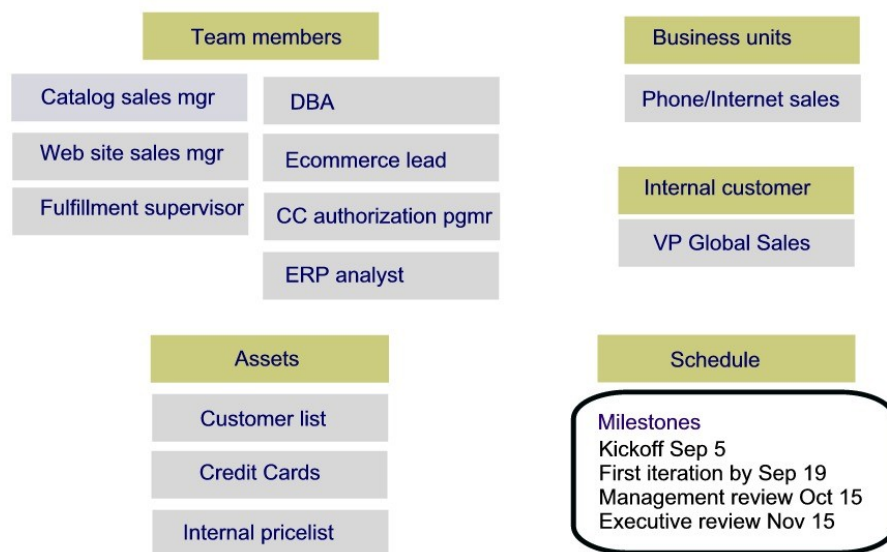 Team members
Catalog sales mgr
Web site sales mgr
Fulfillment supervisor
DBA
Ecommerce lead
CC authorization pgmr
ERP analyst
Business units
Phone/Internet sales
Internal customer
VP Global Sales
Assets
Customer list
Credit Cards
Internal pricelist
Schedule
Milestones
Kickoff Sep 5
First iteration by Sep 19
Management review Oct 15
Executive review Nov 15